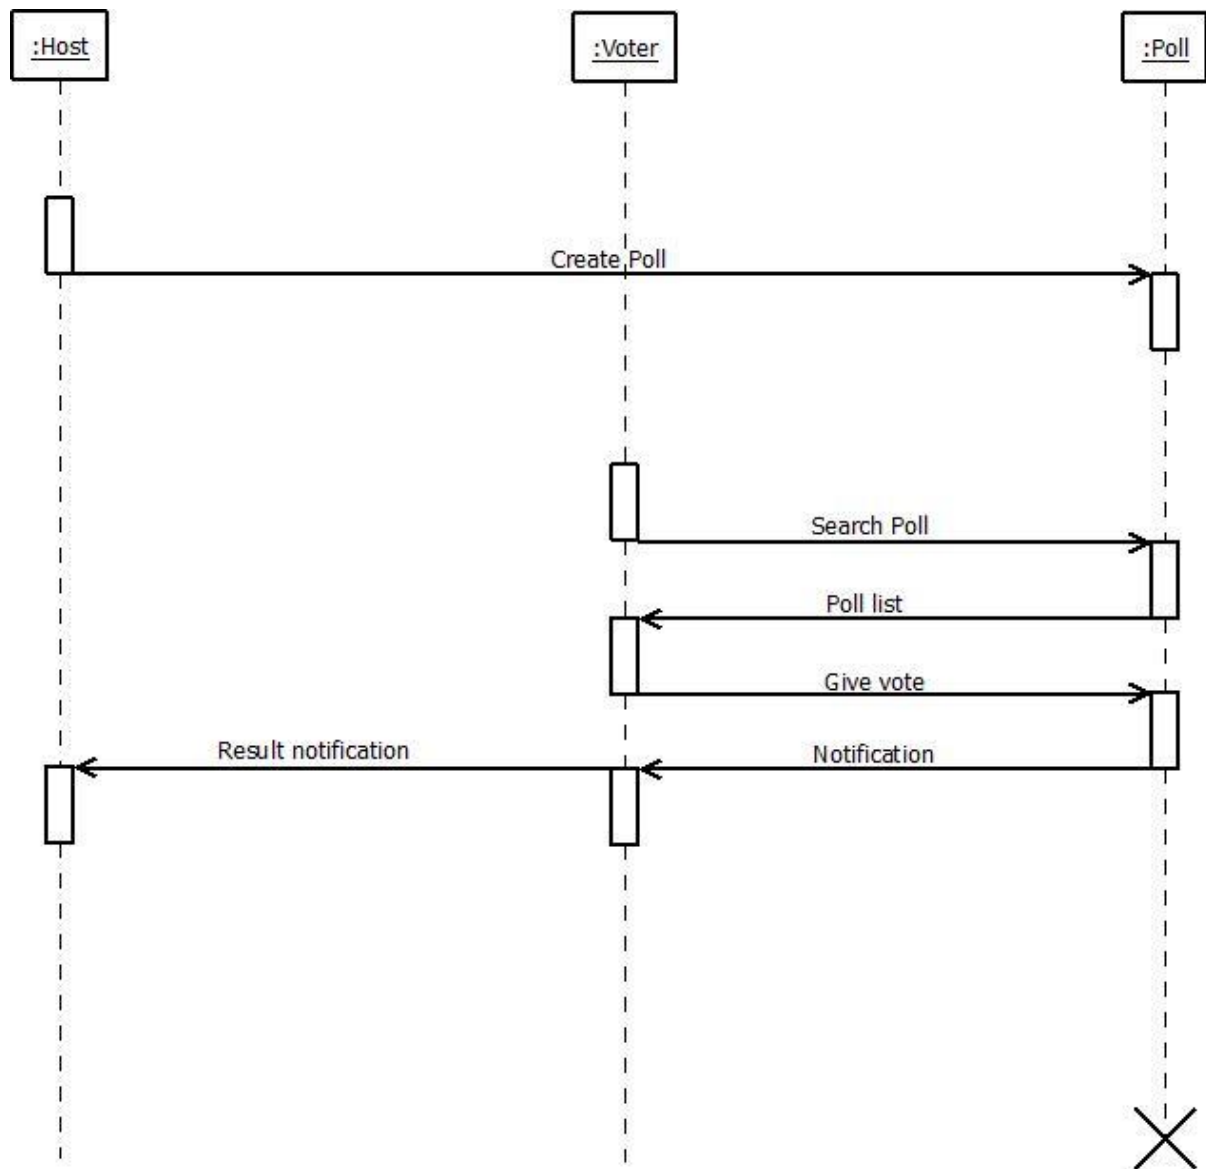 :Host
:Voter
:Poll
Create Poll
Search Poll
Poll list
Give vote
Result notification
Notification